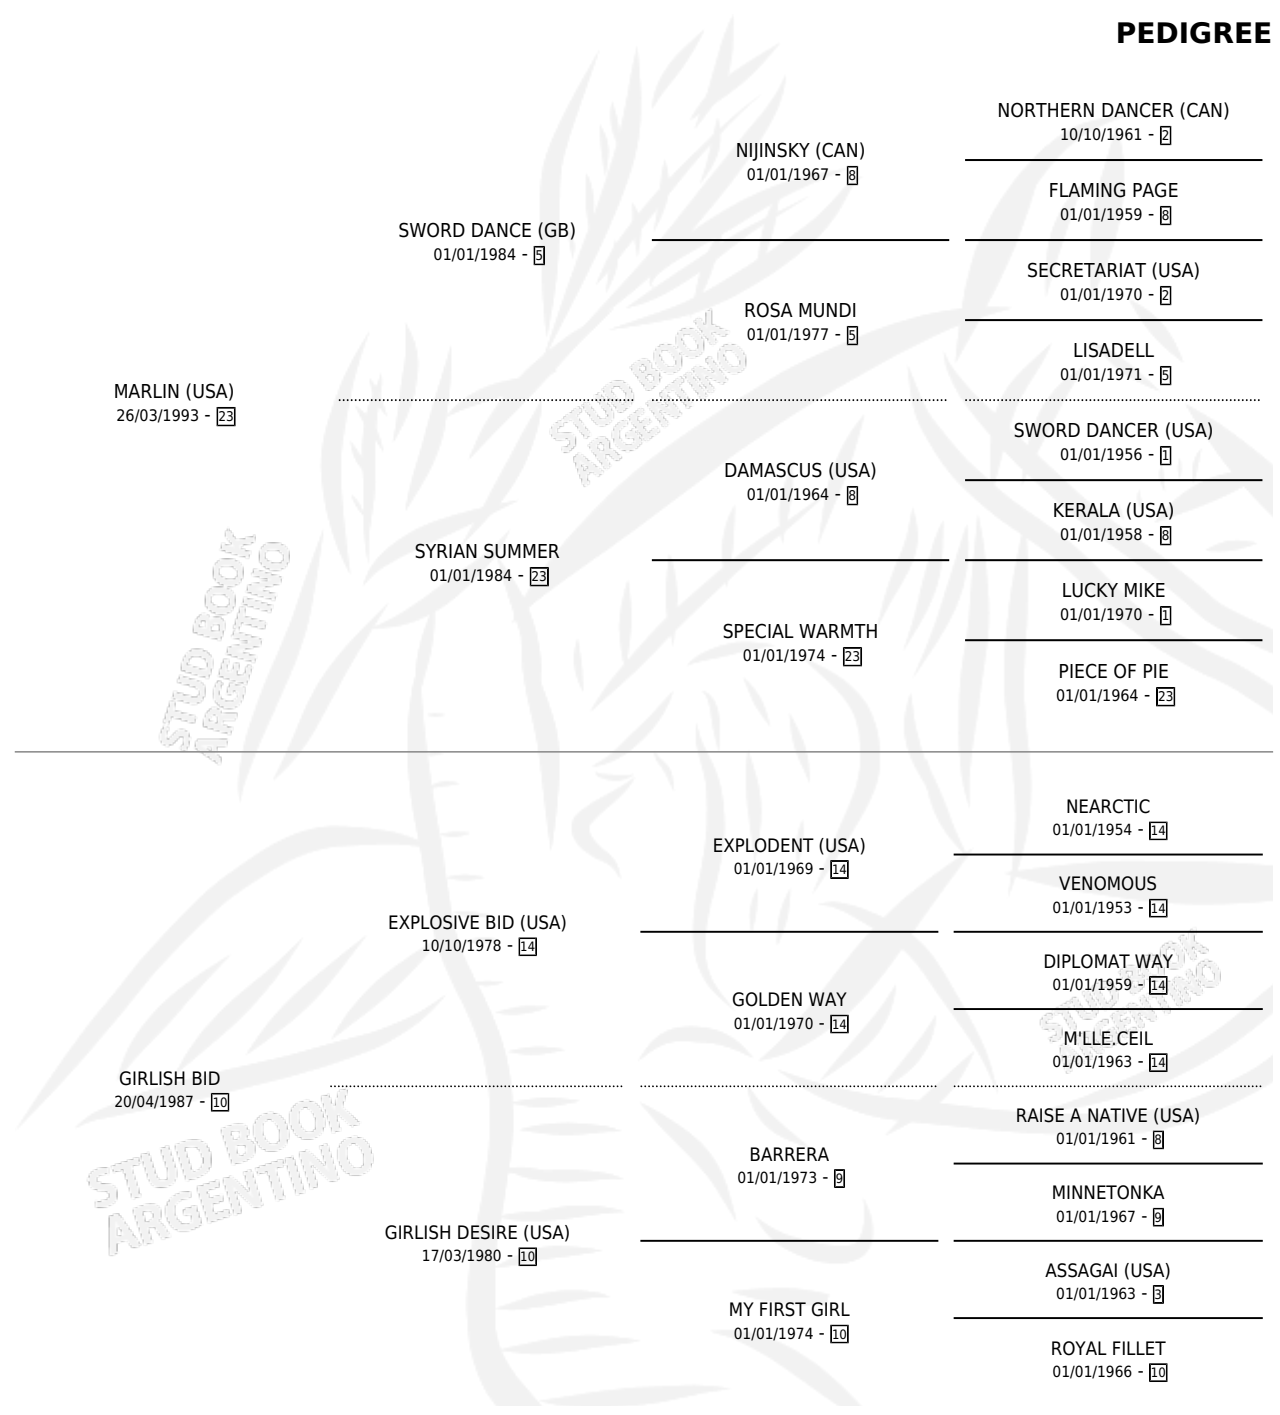 PEDIGREE
NORTHERN DANCER (CAN)
10/10/1961 - 2
NIJINSKY (CAN)
01/01/1967 - 8
FLAMING PAGE
01/01/1959 - 8
SWORD DANCE (GB)
01/01/1984 - 5
SECRETARIAT (USA)
01/01/1970 - 2
ROSA MUNDI
01/01/1977 - 5
LISADELL
01/01/1971 - 5
MARLIN (USA)
26/03/1993 - 23
SWORD DANCER (USA)
01/01/1956 - 1
DAMASCUS (USA)
01/01/1964 - 8
KERALA (USA)
01/01/1958 - 8
SYRIAN SUMMER
01/01/1984 - 23
LUCKY MIKE
01/01/1970 - 1
SPECIAL WARMTH
01/01/1974 - 23
PIECE OF PIE
01/01/1964 - 23
NEARCTIC
01/01/1954 - 14
EXPLODENT (USA)
01/01/1969 - 14
VENOMOUS
01/01/1953 - 14
EXPLOSIVE BID (USA)
10/10/1978 - 14
DIPLOMAT WAY
01/01/1959 - 14
GOLDEN WAY
01/01/1970 - 14
M'LLE.CEIL
01/01/1963 - 14
GIRLISH BID
20/04/1987 - 10
RAISE A NATIVE (USA)
01/01/1961 - 8
BARRERA
01/01/1973 - 9
MINNETONKA
01/01/1967 - 9
GIRLISH DESIRE (USA)
17/03/1980 - 10
ASSAGAI (USA)
01/01/1963 - 3
MY FIRST GIRL
01/01/1974 - 10
ROYAL FILLET
01/01/1966 - 10
STUD BOOK
ARGENTINO
STUD BOOK
ARGENTINO
STUD BOOK
ARGENTINO
STUD BOOK
ARGENTINO